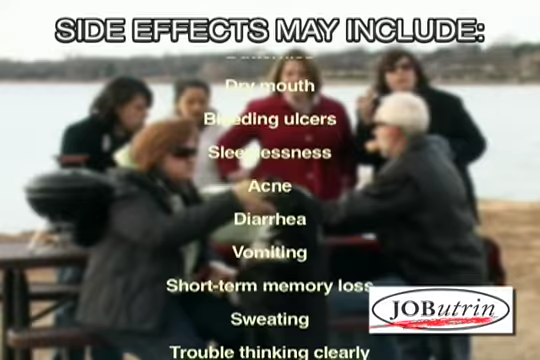 SIDE EFFECTS MAY INCLUDE:
Dry mouth
Bleeding ulcers
Sleeplessness
Acne
Diarrhea
Vomiting
Short-term memory loss
JOButrin
Sweating
Trouble thinking clearly